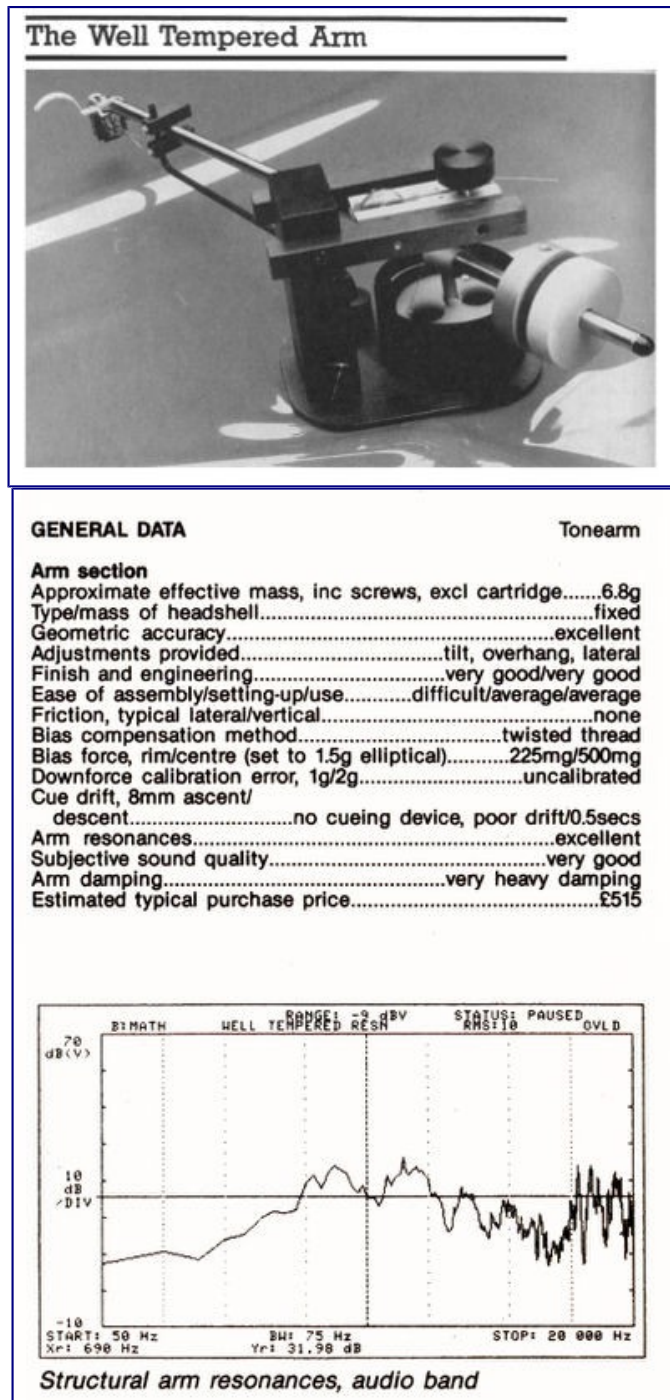 The Well Tempered Arm
GENERAL DATA Tonearm
Arm section
Approximate effective mass, inc screws, excl cartridge.......6.8g
Type/mass of headshell..................................................fixed
Geometric accuracy.................................................excellent
Adjustments provided..............................tilt, overhang, lateral
Finish and engineering.............................very good/very good
Ease of assembly/setting-up/use.........difficult/average/average
Friction, typical lateral/vertical.........................................none
Bias compensation method...............................twisted thread
Bias force, rim/centre (set to 1.5g elliptical)..........225mg/500mg
Downforce calibration error, 1g/2g.........................uncalibrated
Cue drift, 8mm ascent/
descent........................no cueing device, poor drift/0.5secs
Arm resonances......................................................excellent
Subjective sound quality.........................................very good
Arm damping..........................................very heavy damping
Estimated typical purchase price.....................................£515
RANGE: -9 dBV STATUS: PAUSED
B:MATH WELL TEMPERED RESN RMS:10 OVLD
70
dB(V)
10
dB
/DIV
-10
START: 50 Hz BW: 75 Hz STOP: 20 000 Hz
Xr: 690 Hz Yr: 31.98 dB
Structural arm resonances, audio band